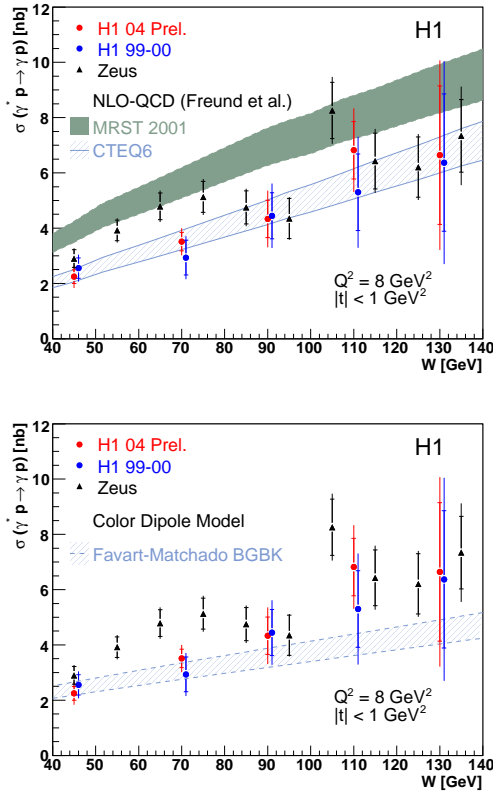 σ (γ* p → γ p) [nb]
12
10
8
6
4
2
0
H1 04 Prel.
H1 99-00
Zeus
H1
NLO-QCD (Freund et al.)
MRST 2001
CTEQ6
Q² = 8 GeV²
|t| < 1 GeV²
40 50 60 70 80 90 100 110 120 130 140
W [GeV]
σ (γ* p → γ p) [nb]
12
10
8
6
4
2
0
H1 04 Prel.
H1 99-00
Zeus
H1
Color Dipole Model
Favart-Matchado BGBK
Q² = 8 GeV²
|t| < 1 GeV²
40 50 60 70 80 90 100 110 120 130 140
W [GeV]